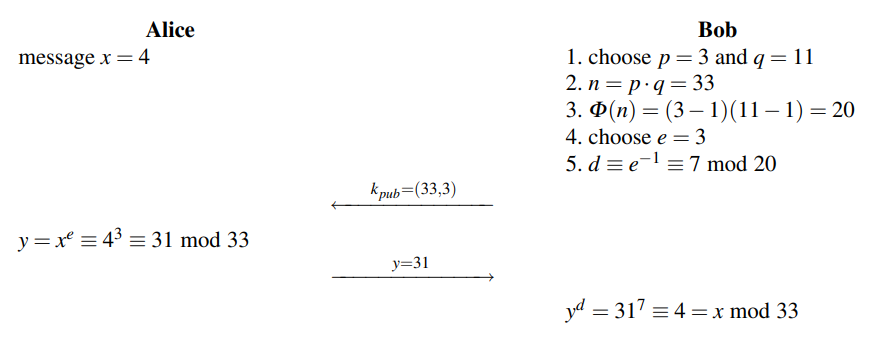 Alice
Bob
message x = 4
1. choose p = 3 and q = 11
2. n = p · q = 33
3. Φ(n) = (3 − 1)(11 − 1) = 20
4. choose e = 3
5. d ≡ e⁻¹ ≡ 7 mod 20
k_pub=(33,3)
y = xᵉ ≡ 4³ ≡ 31 mod 33
y=31
yᵈ = 31⁷ ≡ 4 = x mod 33